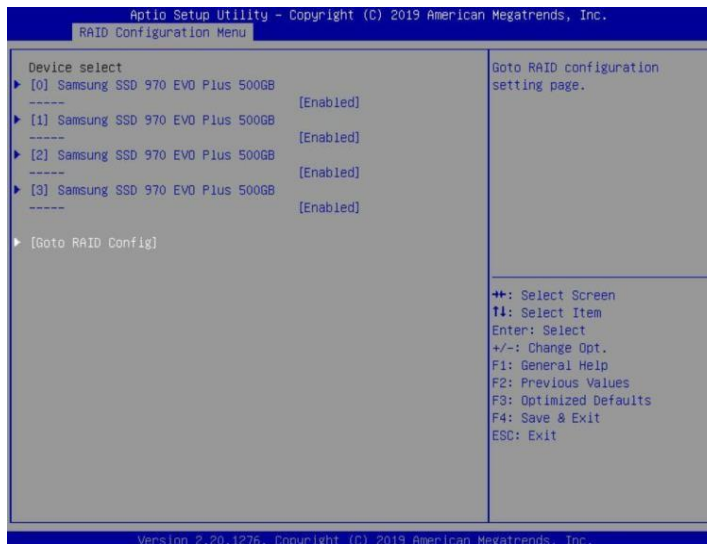 Aptio Setup Utility – Copyright (C) 2019 American Megatrends, Inc.
RAID Configuration Menu
Device select
[0] Samsung SSD 970 EVO Plus 500GB
----- [Enabled]
[1] Samsung SSD 970 EVO Plus 500GB
----- [Enabled]
[2] Samsung SSD 970 EVO Plus 500GB
----- [Enabled]
[3] Samsung SSD 970 EVO Plus 500GB
----- [Enabled]
[Goto RAID Config]
Goto RAID configuration
setting page.
→←: Select Screen
↑↓: Select Item
Enter: Select
+/-: Change Opt.
F1: General Help
F2: Previous Values
F3: Optimized Defaults
F4: Save & Exit
ESC: Exit
Version 2.20.1276. Copyright (C) 2019 American Megatrends, Inc.